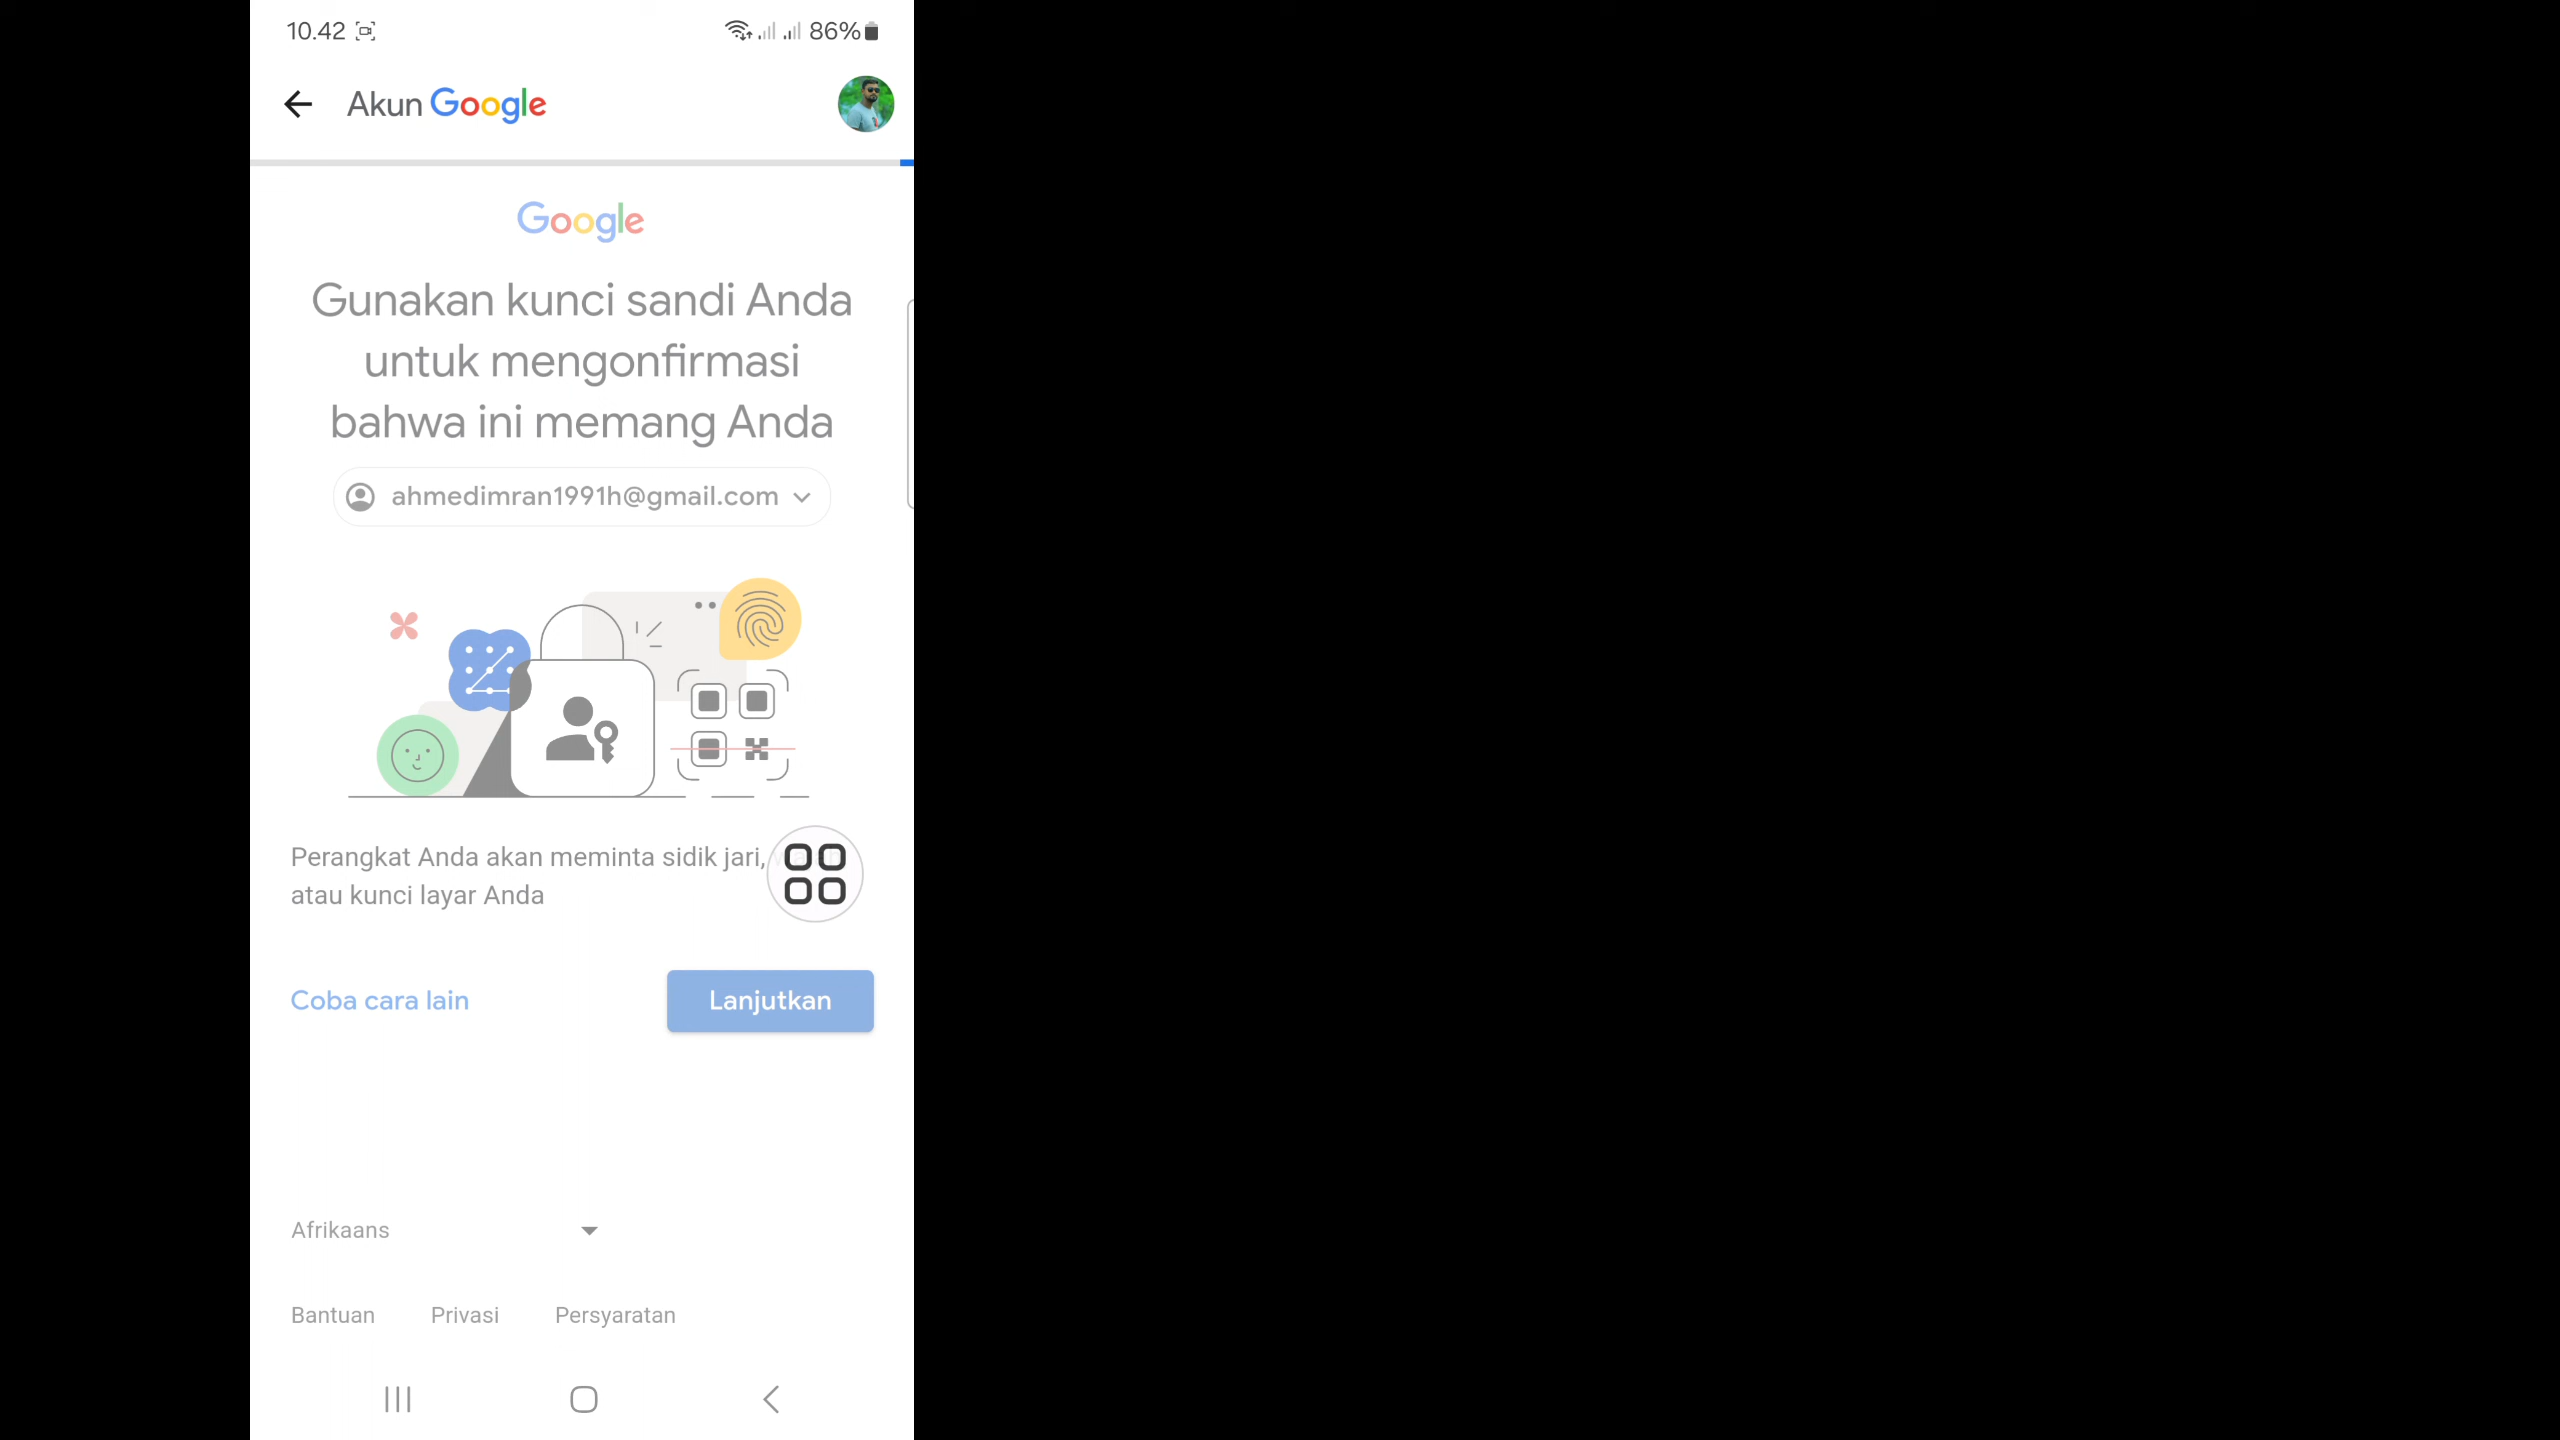 10.42
86%
Akun Google
Google
Gunakan kunci sandi Anda
untuk mengonfirmasi
bahwa ini memang Anda
ahmedimran1991h@gmail.com
Perangkat Anda akan meminta sidik jari,
atau kunci layar Anda
Coba cara lain
Lanjutkan
Afrikaans
Bantuan
Privasi
Persyaratan